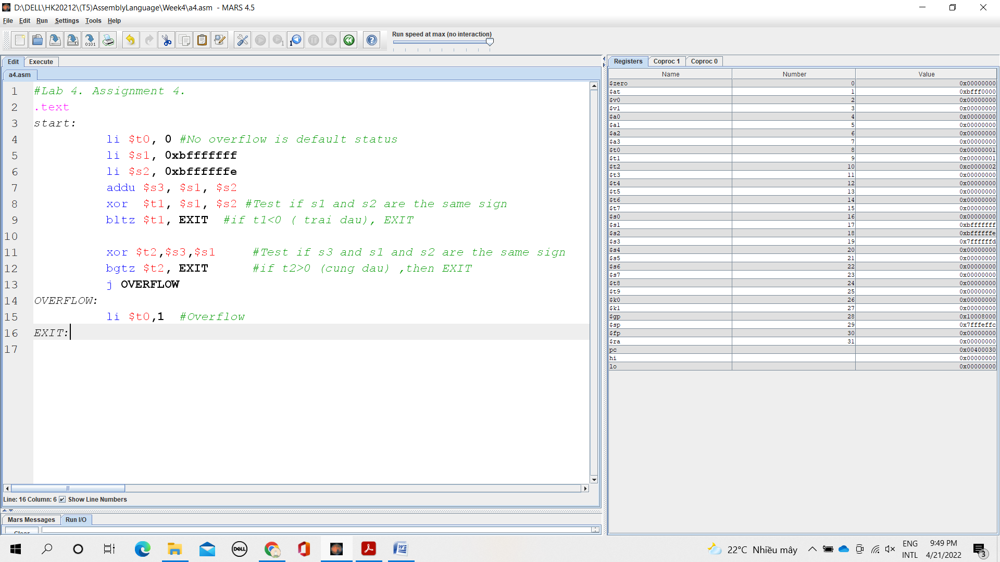 D:\DELL\HK20212\(T5)AssemblyLanguage\Week4\a4.asm - MARS 4.5
File Edit Run Settings Tools Help
Run speed at max (no interaction)
Edit Execute
a4.asm
1 #Lab 4. Assignment 4.
2 .text
3 start:
4 li $t0, 0 #No overflow is default status
5 li $s1, 0xbfffffff
6 li $s2, 0xbffffffe
7 addu $s3, $s1, $s2
8 xor $t1, $s1, $s2 #Test if s1 and s2 are the same sign
9 bltz $t1, EXIT #if t1<0 ( trai dau), EXIT
10
11 xor $t2,$s3,$s1 #Test if s3 and s1 and s2 are the same sign
12 bgtz $t2, EXIT #if t2>0 (cung dau) ,then EXIT
13 j OVERFLOW
14 OVERFLOW:
15 li $t0,1 #Overflow
16 EXIT:
17
Line: 16 Column: 6 Show Line Numbers
Mars Messages Run I/O
Clear
Registers Coproc 1 Coproc 0
Name Number Value
$zero 0 0x00000000
$at 1 0xbfff0000
$v0 2 0x00000000
$v1 3 0x00000000
$a0 4 0x00000000
$a1 5 0x00000000
$a2 6 0x00000000
$a3 7 0x00000000
$t0 8 0x00000001
$t1 9 0x00000001
$t2 10 0xc0000002
$t3 11 0x00000000
$t4 12 0x00000000
$t5 13 0x00000000
$t6 14 0x00000000
$t7 15 0x00000000
$s0 16 0x00000000
$s1 17 0xbfffffff
$s2 18 0xbffffffe
$s3 19 0x7ffffffd
$s4 20 0x00000000
$s5 21 0x00000000
$s6 22 0x00000000
$s7 23 0x00000000
$t8 24 0x00000000
$t9 25 0x00000000
$k0 26 0x00000000
$k1 27 0x00000000
$gp 28 0x10008000
$sp 29 0x7fffeffc
$fp 30 0x00000000
$ra 31 0x00000000
pc 0x00400030
hi 0x00000000
lo 0x00000000
22°C Nhiều mây
ENG
INTL
9:49 PM
4/21/2022
3